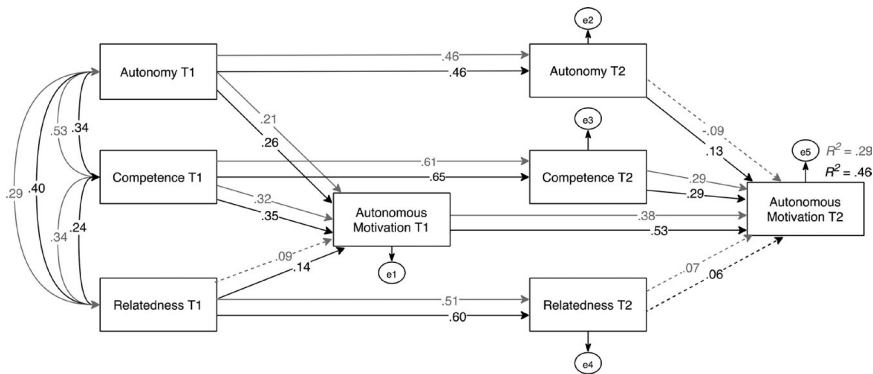 e2
.46
Autonomy T1
.46
Autonomy T2
.21
.26
-.09
.13
.53
.34
e3
e5
R² = .29
R² = .46
.61
Competence T1
.65
Competence T2
.29
.29
.32
.35
.29
.40
Autonomous
Motivation T1
.38
.53
Autonomous
Motivation T2
.34
.24
.09
.14
e1
.07
.06
.51
Relatedness T1
.60
Relatedness T2
e4